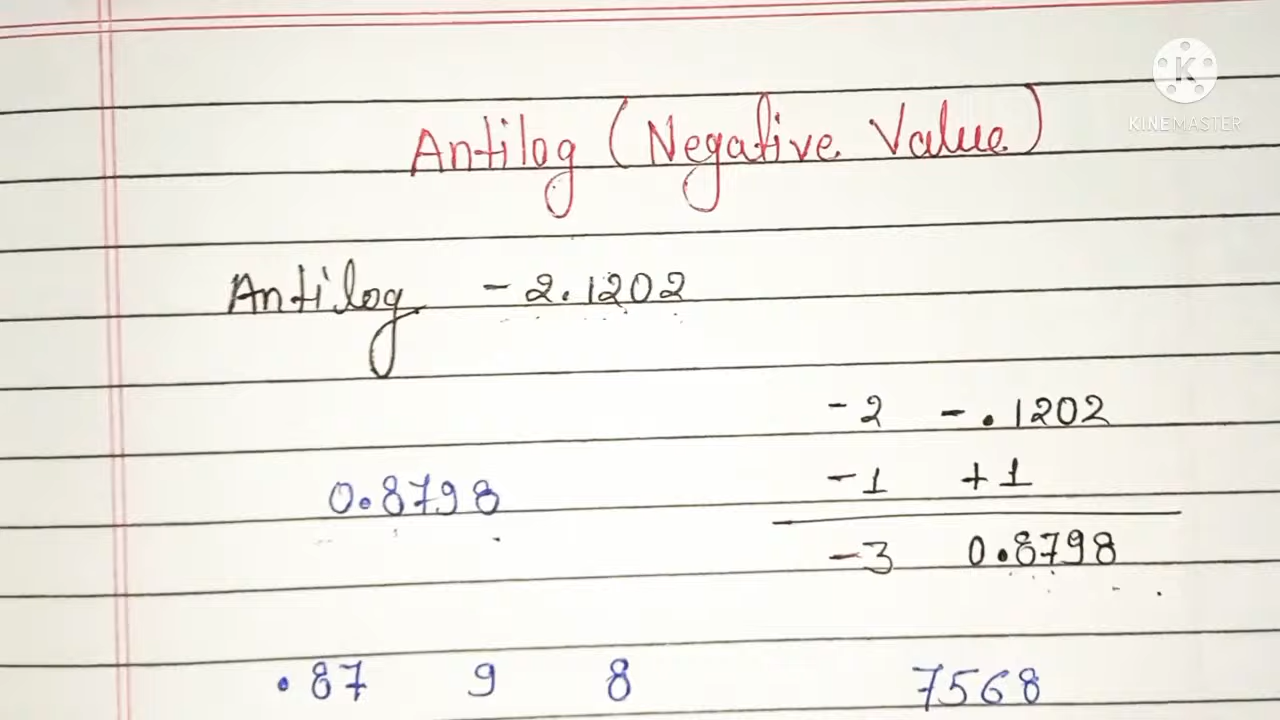 K
KINEMASTER
Antilog (Negative Value)
Antilog -2.1202
-2 -.1202
-1 +1
0.8798
-3 0.8798
.87 9 8 7568